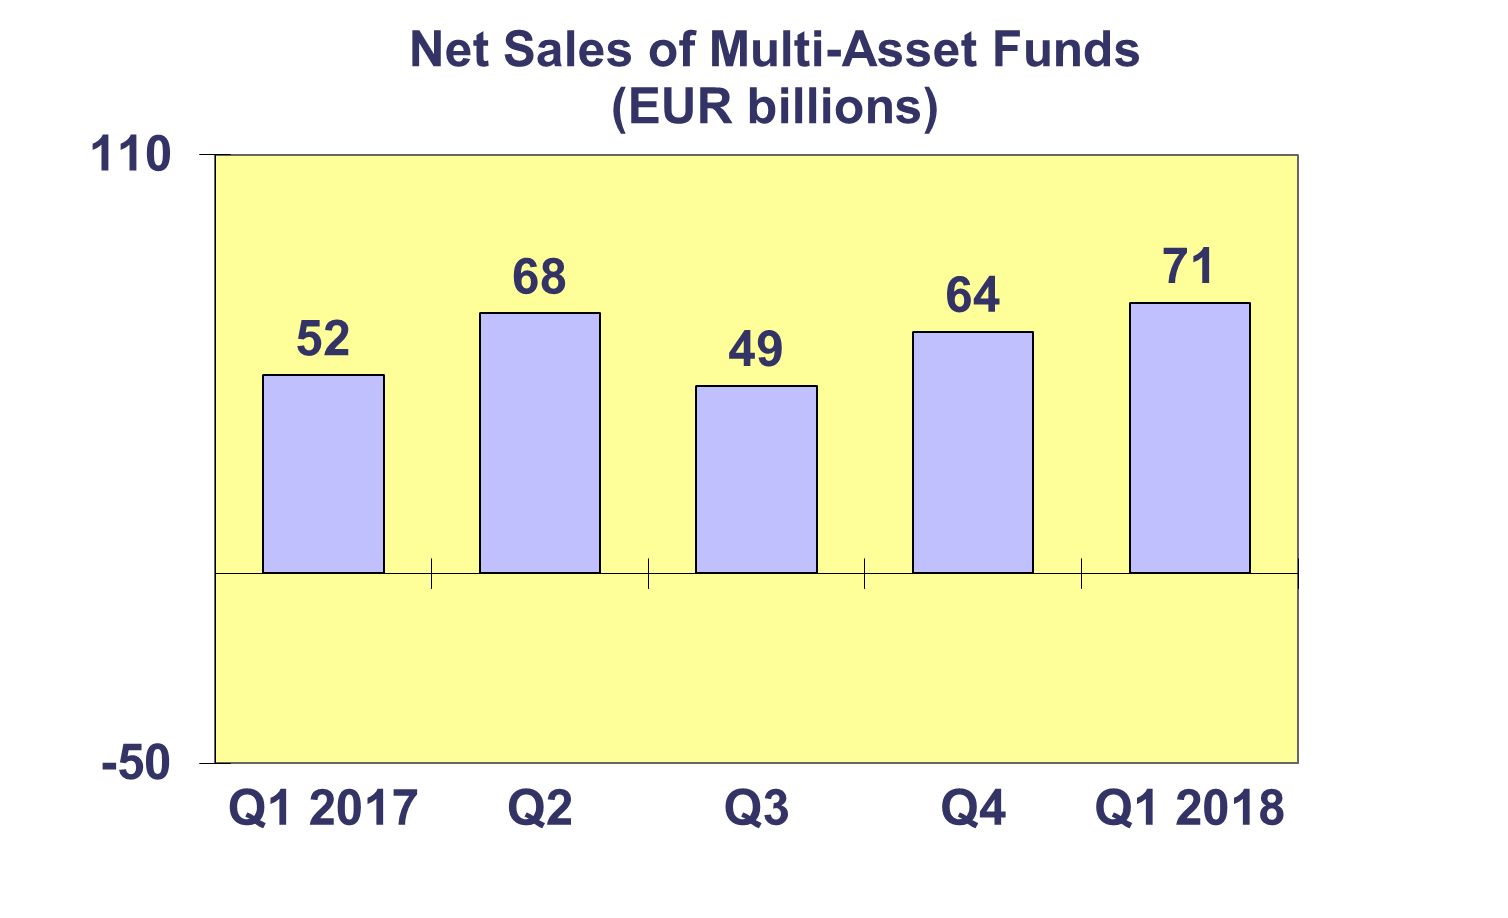 Net Sales of Multi-Asset Funds
(EUR billions)
110
71
68
64
52
49
-50
Q1 2017 Q2 Q3 Q4 Q1 2018